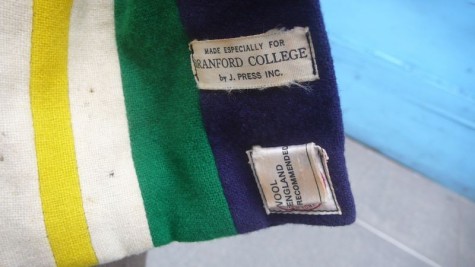 MADE ESPECIALLY FOR
RANFORD COLLEGE
by J. PRESS INC.
WOOL
ENGLAND
RECOMMENDED